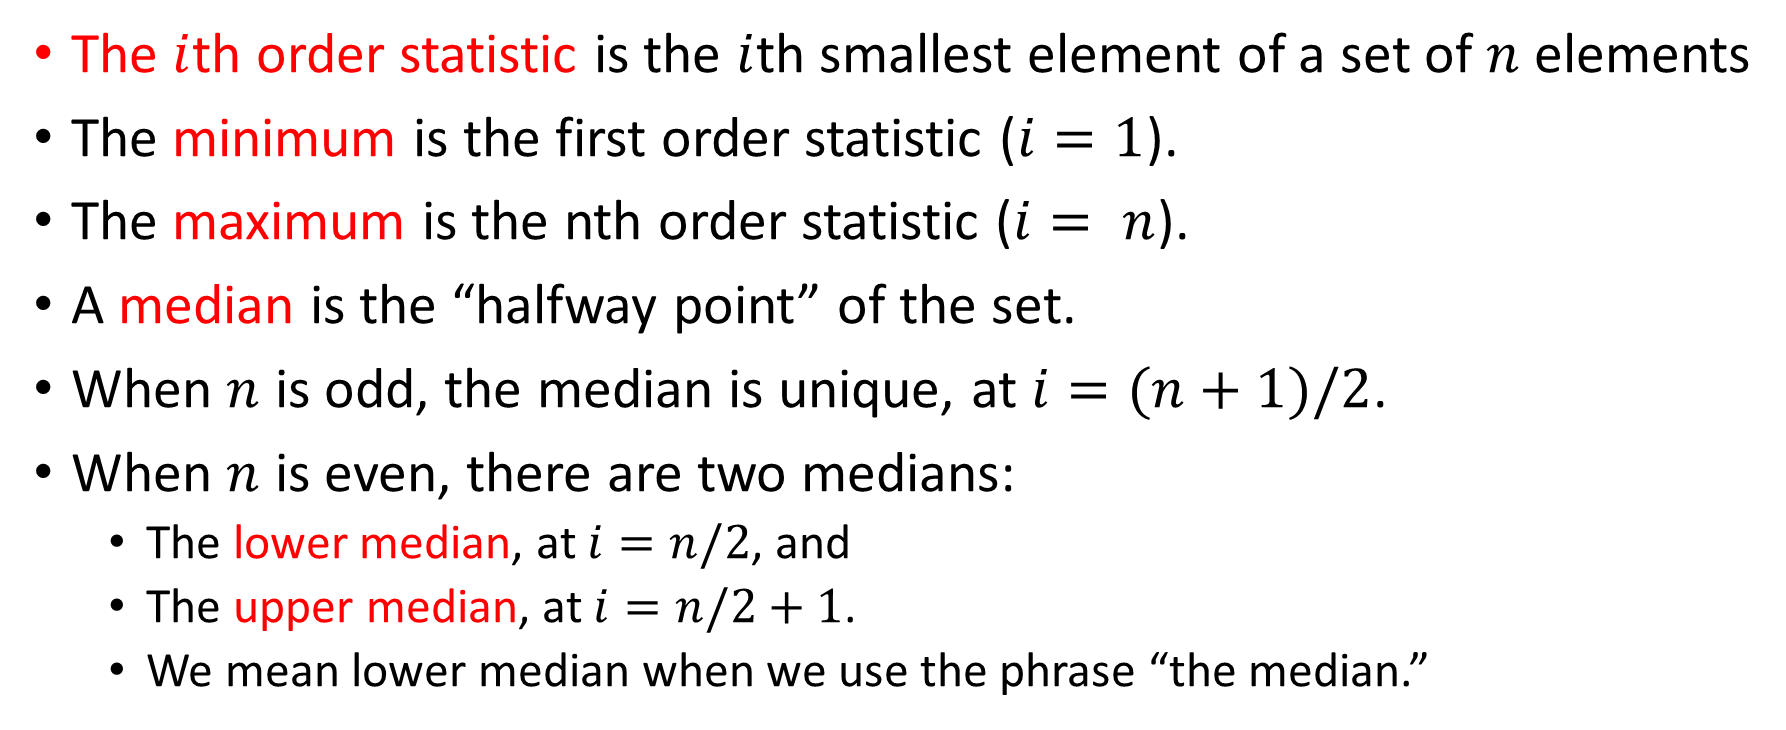 • The 𝑖th order statistic is the 𝑖th smallest element of a set of 𝑛 elements
• The minimum is the first order statistic (𝑖 = 1).
• The maximum is the nth order statistic (𝑖 = 𝑛).
• A median is the “halfway point” of the set.
• When 𝑛 is odd, the median is unique, at 𝑖 = (𝑛 + 1)/2.
• When 𝑛 is even, there are two medians:
• The lower median, at 𝑖 = 𝑛/2, and
• The upper median, at 𝑖 = 𝑛/2 + 1.
• We mean lower median when we use the phrase “the median.”